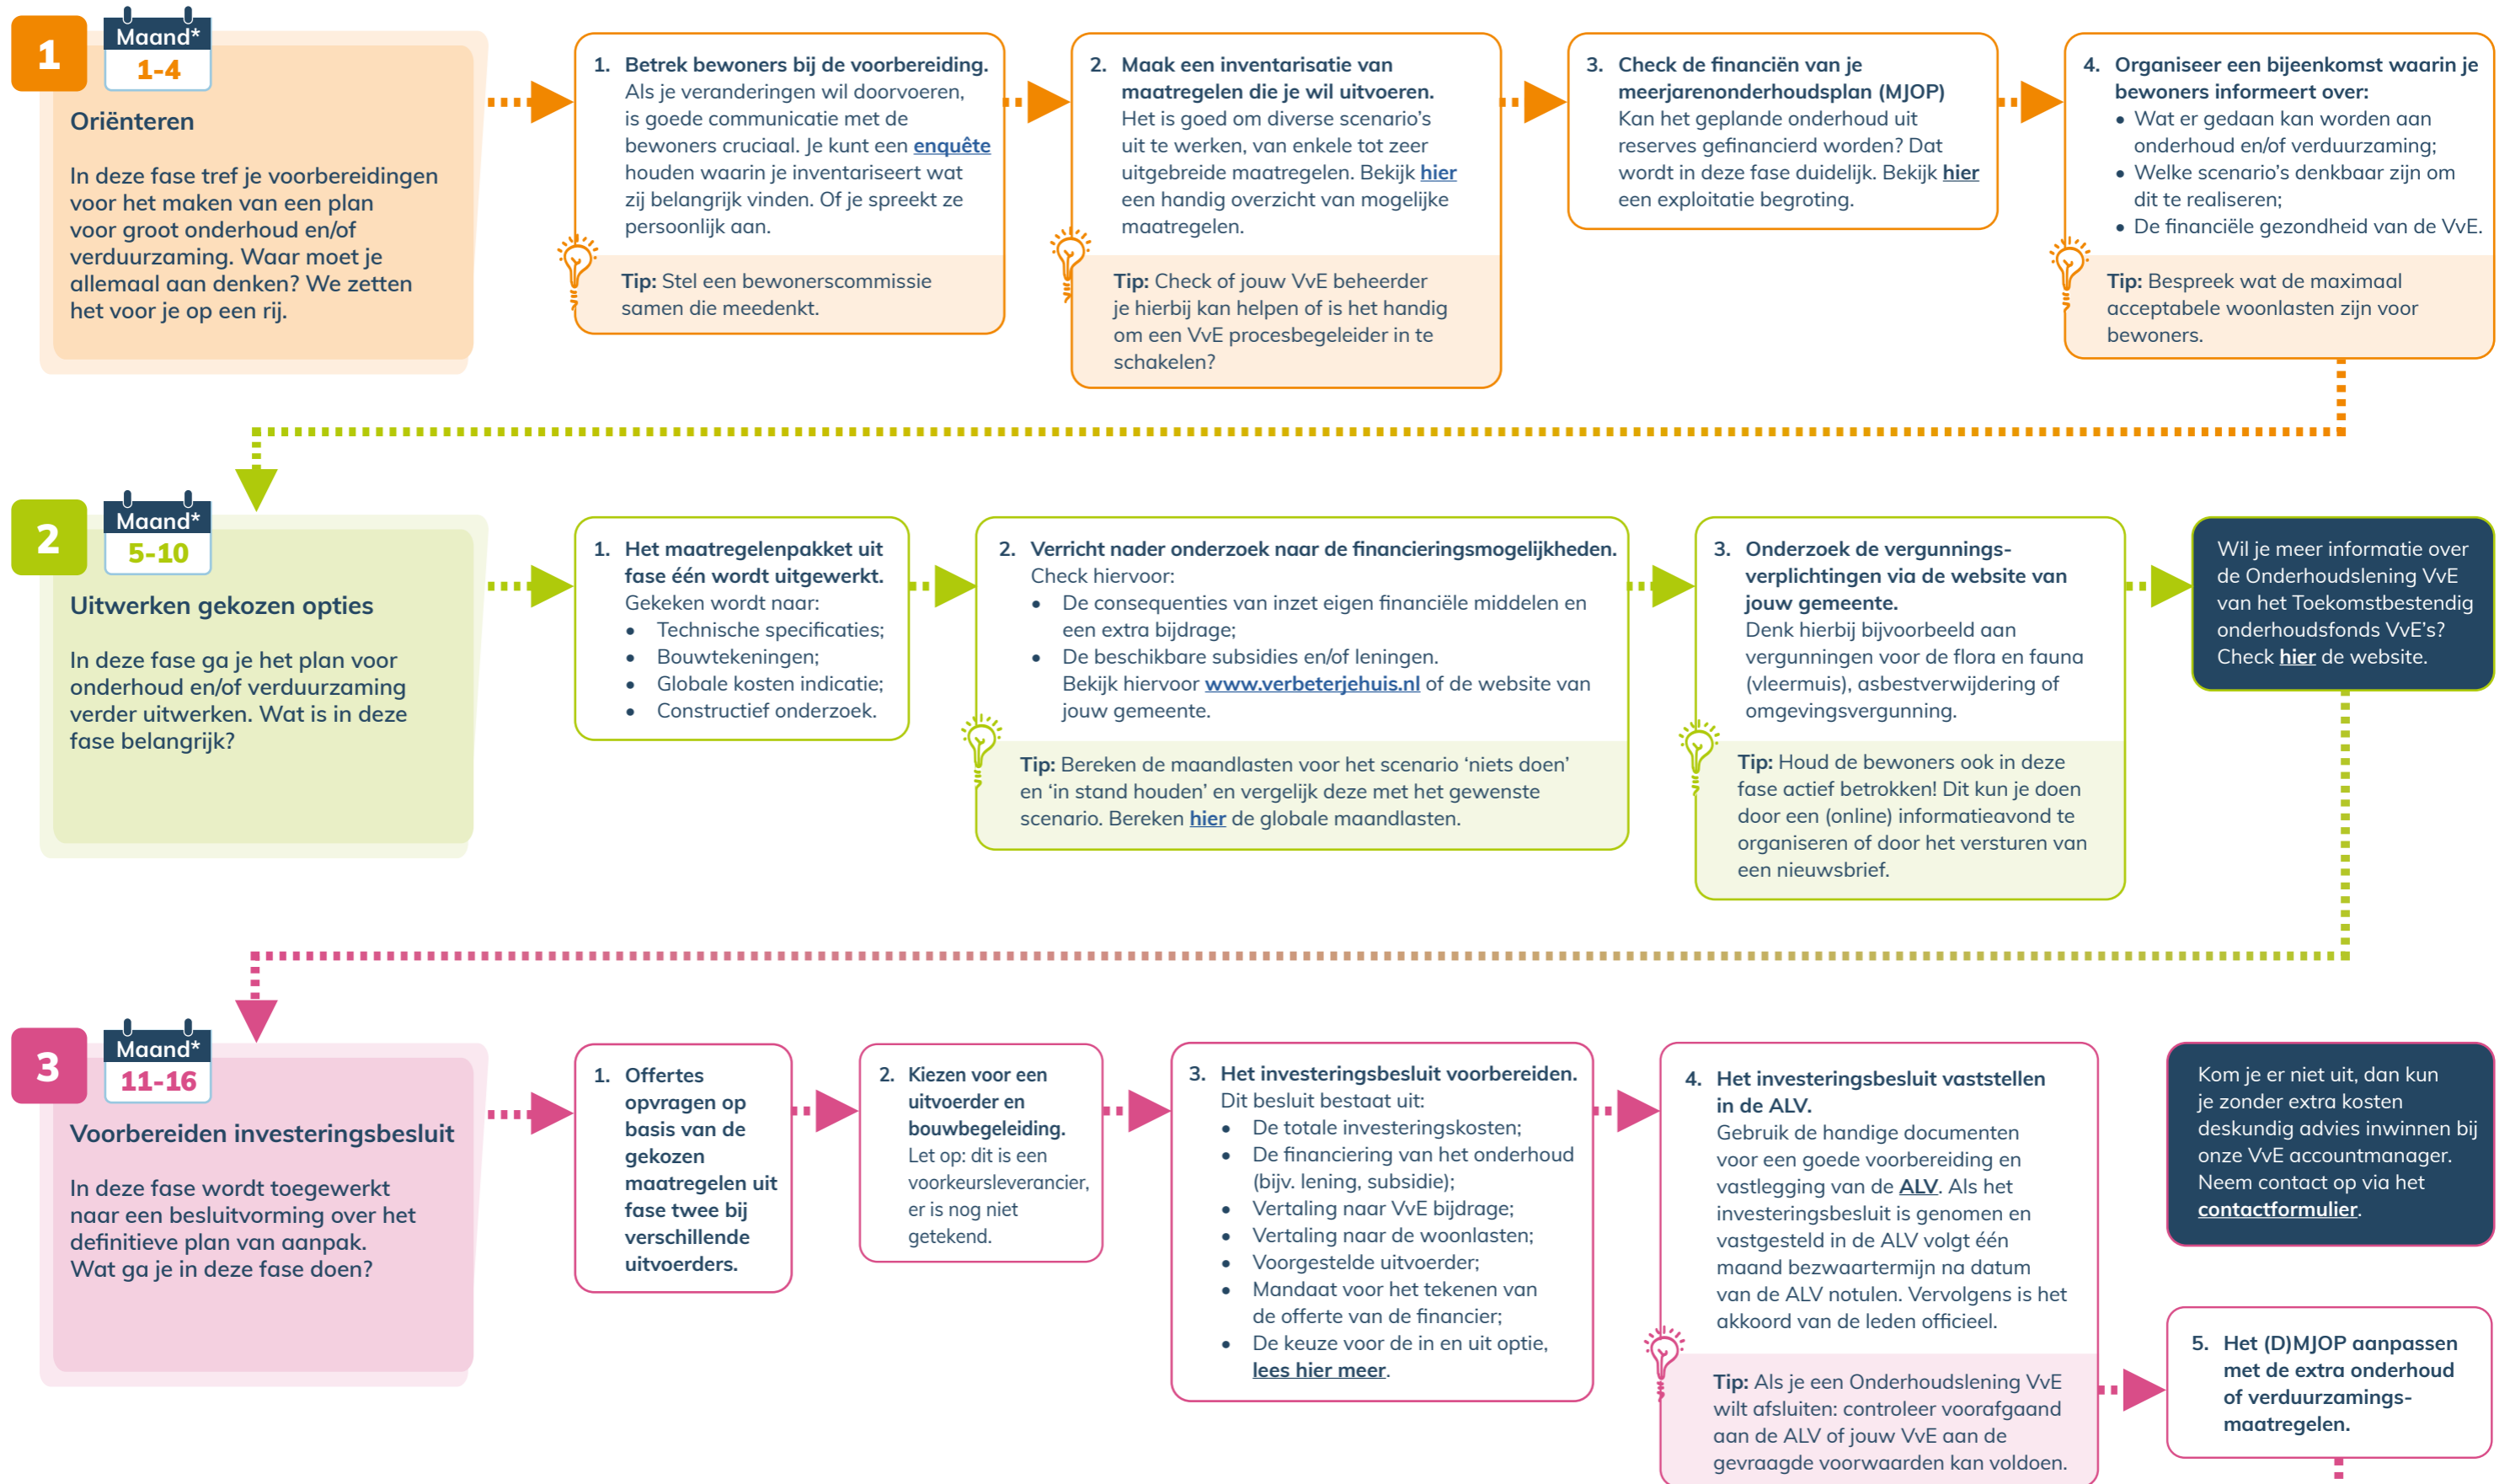 1
Maand*
1-4
Oriënteren
In deze fase tref je voorbereidingen
voor het maken van een plan
voor groot onderhoud en/of
verduurzaming. Waar moet je
allemaal aan denken? We zetten
het voor je op een rij.
1. Betrek bewoners bij de voorbereiding.
Als je veranderingen wil doorvoeren,
is goede communicatie met de
bewoners cruciaal. Je kunt een enquête
houden waarin je inventariseert wat
zij belangrijk vinden. Of je spreekt ze
persoonlijk aan.
Tip: Stel een bewonerscommissie
samen die meedenkt.
2. Maak een inventarisatie van
maatregelen die je wil uitvoeren.
Het is goed om diverse scenario's
uit te werken, van enkele tot zeer
uitgebreide maatregelen. Bekijk hier
een handig overzicht van mogelijke
maatregelen.
Tip: Check of jouw VvE beheerder
je hierbij kan helpen of is het handig
om een VvE procesbegeleider in te
schakelen?
3. Check de financiën van je
meerjarenonderhoudsplan (MJOP)
Kan het geplande onderhoud uit
reserves gefinancierd worden? Dat
wordt in deze fase duidelijk. Bekijk hier
een exploitatie begroting.
4. Organiseer een bijeenkomst waarin je
bewoners informeert over:
• Wat er gedaan kan worden aan
onderhoud en/of verduurzaming;
• Welke scenario's denkbaar zijn om
dit te realiseren;
• De financiële gezondheid van de VvE.
Tip: Bespreek wat de maximaal
acceptabele woonlasten zijn voor
bewoners.
2
Maand*
5-10
Uitwerken gekozen opties
In deze fase ga je het plan voor
onderhoud en/of verduurzaming
verder uitwerken. Wat is in deze
fase belangrijk?
1. Het maatregelenpakket uit
fase één wordt uitgewerkt.
Gekeken wordt naar:
• Technische specificaties;
• Bouwtekeningen;
• Globale kosten indicatie;
• Constructief onderzoek.
2. Verricht nader onderzoek naar de financieringsmogelijkheden.
Check hiervoor:
• De consequenties van inzet eigen financiële middelen en
een extra bijdrage;
• De beschikbare subsidies en/of leningen.
Bekijk hiervoor www.verbeterjehuis.nl of de website van
jouw gemeente.
Tip: Bereken de maandlasten voor het scenario 'niets doen'
en 'in stand houden' en vergelijk deze met het gewenste
scenario. Bereken hier de globale maandlasten.
3. Onderzoek de vergunnings-
verplichtingen via de website van
jouw gemeente.
Denk hierbij bijvoorbeeld aan
vergunningen voor de flora en fauna
(vleermuis), asbestverwijdering of
omgevingsvergunning.
Tip: Houd de bewoners ook in deze
fase actief betrokken! Dit kun je doen
door een (online) informatieavond te
organiseren of door het versturen van
een nieuwsbrief.
Wil je meer informatie over
de Onderhoudslening VvE
van het Toekomstbestendig
onderhoudsfonds VvE's?
Check hier de website.
3
Maand*
11-16
Voorbereiden investeringsbesluit
In deze fase wordt toegewerkt
naar een besluitvorming over het
definitieve plan van aanpak.
Wat ga je in deze fase doen?
1. Offertes
opvragen op
basis van de
gekozen
maatregelen uit
fase twee bij
verschillende
uitvoerders.
2. Kiezen voor een
uitvoerder en
bouwbegeleiding.
Let op: dit is een
voorkeursleverancier,
er is nog niet
getekend.
3. Het investeringsbesluit voorbereiden.
Dit besluit bestaat uit:
• De totale investeringskosten;
• De financiering van het onderhoud
(bijv. lening, subsidie);
• Vertaling naar VvE bijdrage;
• Vertaling naar de woonlasten;
• Voorgestelde uitvoerder;
• Mandaat voor het tekenen van
de offerte van de financier;
• De keuze voor de in en uit optie,
lees hier meer.
4. Het investeringsbesluit vaststellen
in de ALV.
Gebruik de handige documenten
voor een goede voorbereiding en
vastlegging van de ALV. Als het
investeringsbesluit is genomen en
vastgesteld in de ALV volgt één
maand bezwaartermijn na datum
van de ALV notulen. Vervolgens is het
akkoord van de leden officieel.
Tip: Als je een Onderhoudslening VvE
wilt afsluiten: controleer voorafgaand
aan de ALV of jouw VvE aan de
gevraagde voorwaarden kan voldoen.
Kom je er niet uit, dan kun
je zonder extra kosten
deskundig advies inwinnen bij
onze VvE accountmanager.
Neem contact op via het
contactformulier.
5. Het (D)MJOP aanpassen
met de extra onderhoud
of verduurzamings-
maatregelen.